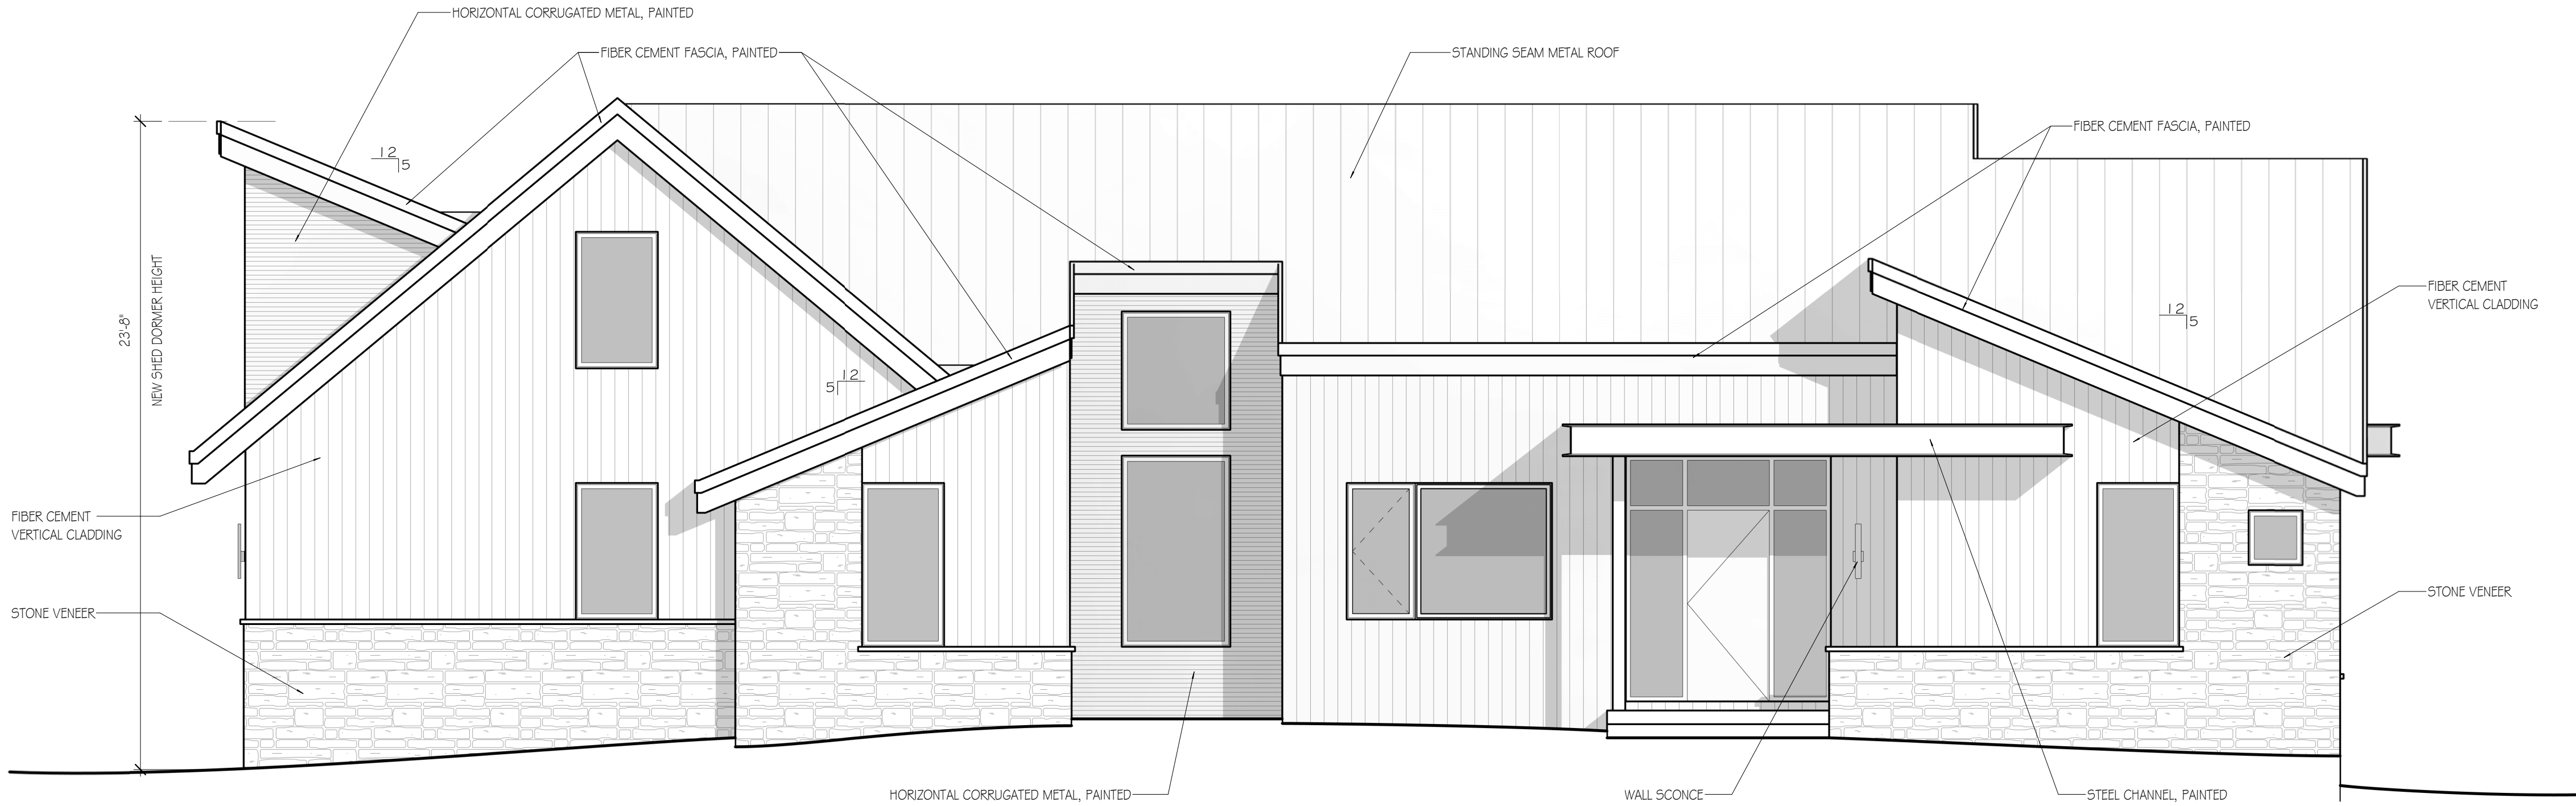 HORIZONTAL CORRUGATED METAL, PAINTED
FIBER CEMENT FASCIA, PAINTED
STANDING SEAM METAL ROOF
FIBER CEMENT FASCIA, PAINTED
12
5
23'-8"
NEW SHED DORMER HEIGHT
FIBER CEMENT
VERTICAL CLADDING
12
5
12
5
FIBER CEMENT
VERTICAL CLADDING
STONE VENEER
STONE VENEER
HORIZONTAL CORRUGATED METAL, PAINTED
WALL SCONCE
STEEL CHANNEL, PAINTED